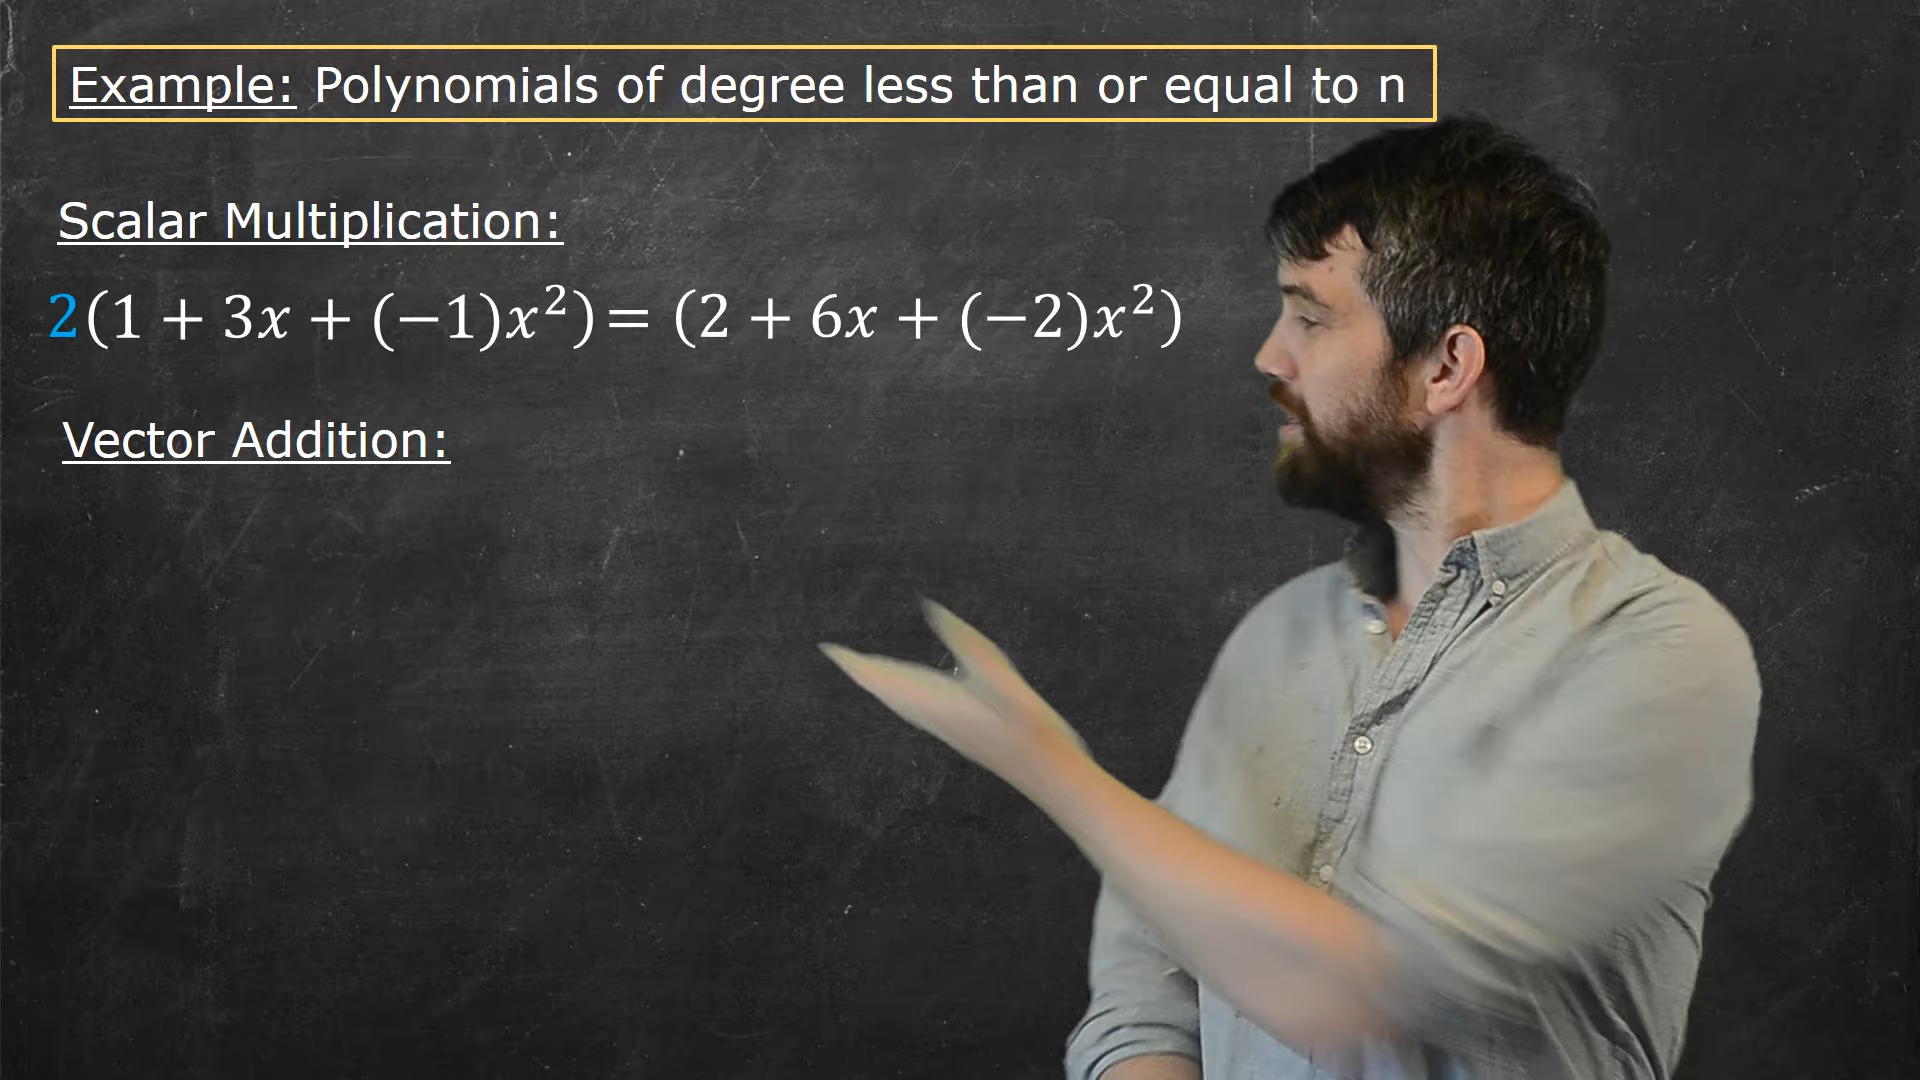 Example: Polynomials of degree less than or equal to n
Scalar Multiplication:
2(1 + 3x + (−1)x²) = (2 + 6x + (−2)x²)
Vector Addition: